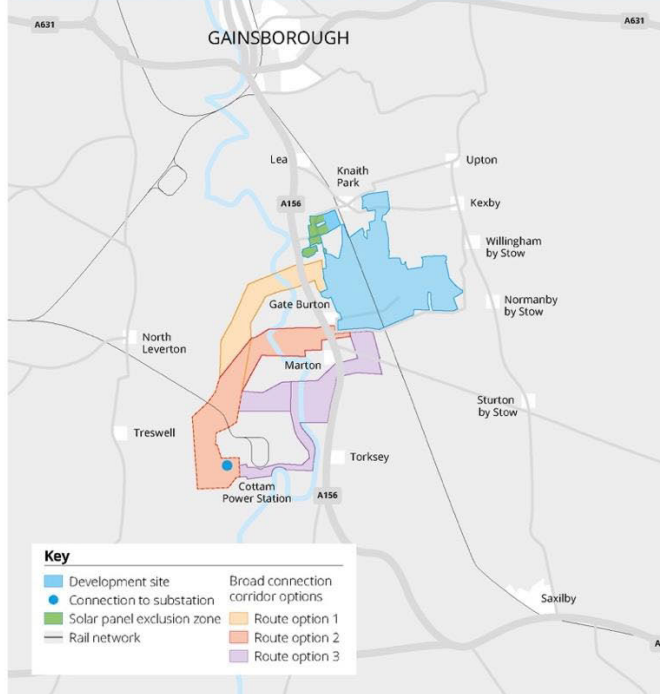 A631
A631
GAINSBOROUGH
Lea
Knaith
Park
Upton
A156
Kexby
Willingham
by Stow
Gate Burton
Normanby
by Stow
North
Leverton
Marton
Sturton
by Stow
Treswell
Torksey
Cottam
Power Station
A156
Key
Development site
Connection to substation
Solar panel exclusion zone
Rail network
Broad connection
corridor options
Route option 1
Route option 2
Route option 3
Saxilby